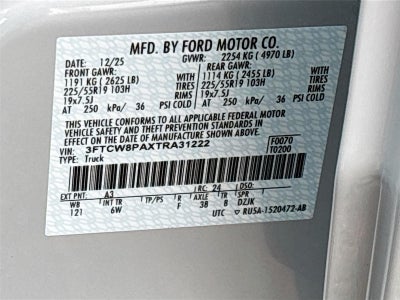 MFD. BY FORD MOTOR CO.
DATE: 12/25 GVWR: 2254 KG (4970 LB)
FRONT GAWR: REAR GAWR:
1191 KG (2625 LB) 1114 KG (2455 LB)
225/55R19 103H TIRES 225/55R19 103H TIRES
19x7.5J RIMS 19x7.5J RIMS
AT 250 kPa/ 36 PSI COLD AT 250 kPa/ 36 PSI COLD
THIS VEHICLE CONFORMS TO ALL APPLICABLE FEDERAL MOTOR
VEHICLE SAFETY AND THEFT PREVENTION STANDARDS IN
EFFECT ON THE DATE OF MANUFACTURE SHOWN ABOVE.
VIN: 3FTCW8PAXTRA31222 F0070
TYPE: Truck T0200
EXT PNT: A3 RC: 24 DSO:
WB INT TR TP/PS R AXLE TR SPR
121 6W F 38 8 DZJK
UTC RU5A-1520472-AB